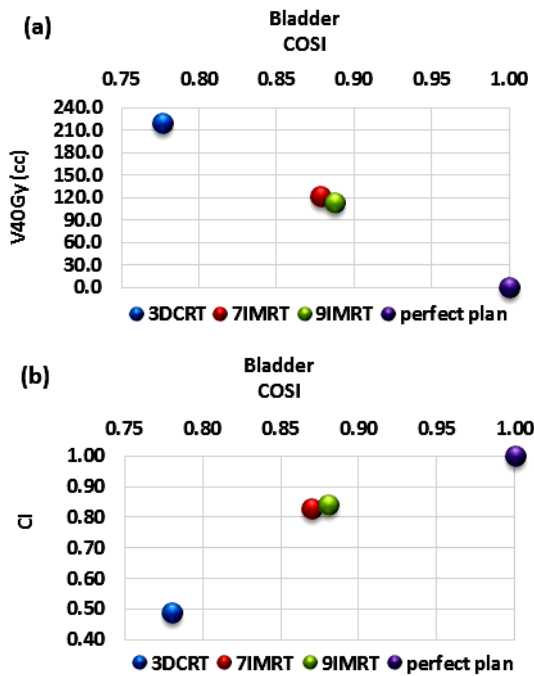 (a)
Bladder
COSI
0.75 0.80 0.85 0.90 0.95 1.00
240.0
210.0
180.0
150.0
120.0
90.0
60.0
30.0
0.0
V40Gy (cc)
3DCRT 7IMRT 9IMRT perfect plan
(b)
Bladder
COSI
0.75 0.80 0.85 0.90 0.95 1.00
1.00
0.90
0.80
0.70
0.60
0.50
0.40
CI
3DCRT 7IMRT 9IMRT perfect plan